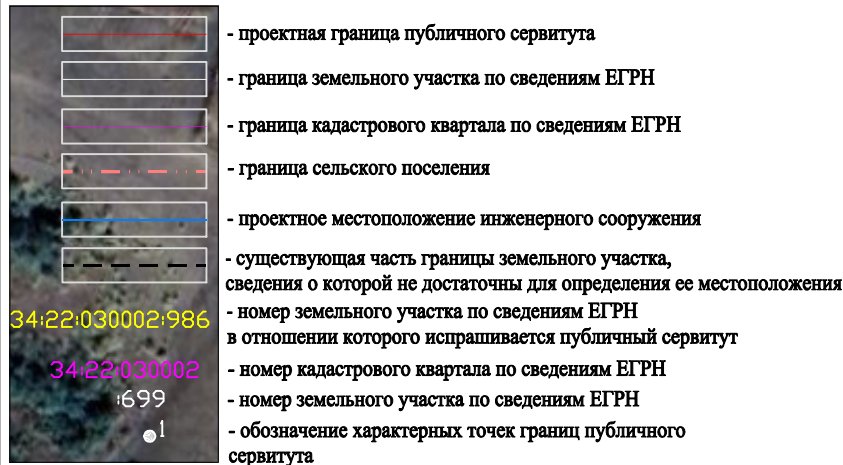 - проектная граница публичного сервитута
- граница земельного участка по сведениям ЕГРН
- граница кадастрового квартала по сведениям ЕГРН
- граница сельского поселения
- проектное местоположение инженерного сооружения
- существующая часть границы земельного участка,
сведения о которой не достаточны для определения ее местоположения
34:22:030002:986 - номер земельного участка по сведениям ЕГРН
в отношении которого испрашивается публичный сервитут
34:22:030002 - номер кадастрового квартала по сведениям ЕГРН
:699 - номер земельного участка по сведениям ЕГРН
1 - обозначение характерных точек границ публичного
сервитута